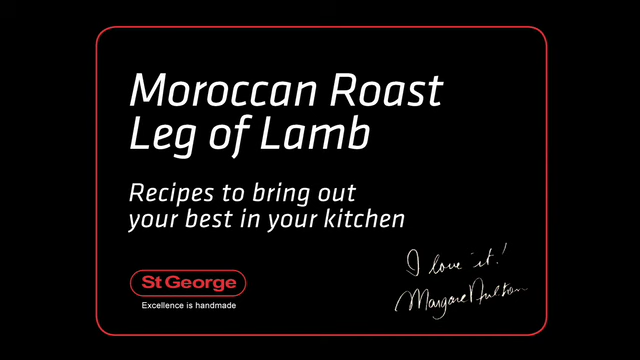 Moroccan Roast
Leg of Lamb
Recipes to bring out
your best in your kitchen
I love it!
Margaret Fulton
St George
Excellence is handmade